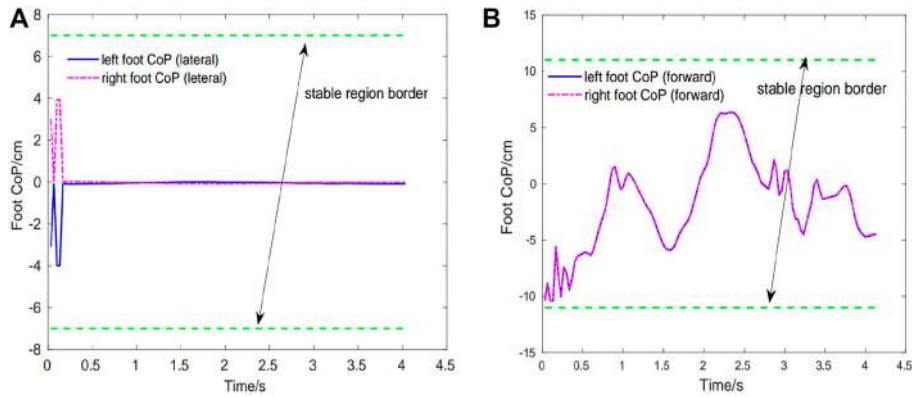 A
8
6
4
2
0
-2
-4
-6
-8
Foot CoP/cm
left foot CoP (lateral)
right foot CoP (leteral)
stable region border
0 0.5 1 1.5 2 2.5 3 3.5 4 4.5
Time/s
B
15
10
5
0
-5
-10
-15
Foot CoP/cm
left foot CoP (forward)
right foot CoP (forward)
stable region border
0 0.5 1 1.5 2 2.5 3 3.5 4 4.5
Time/s